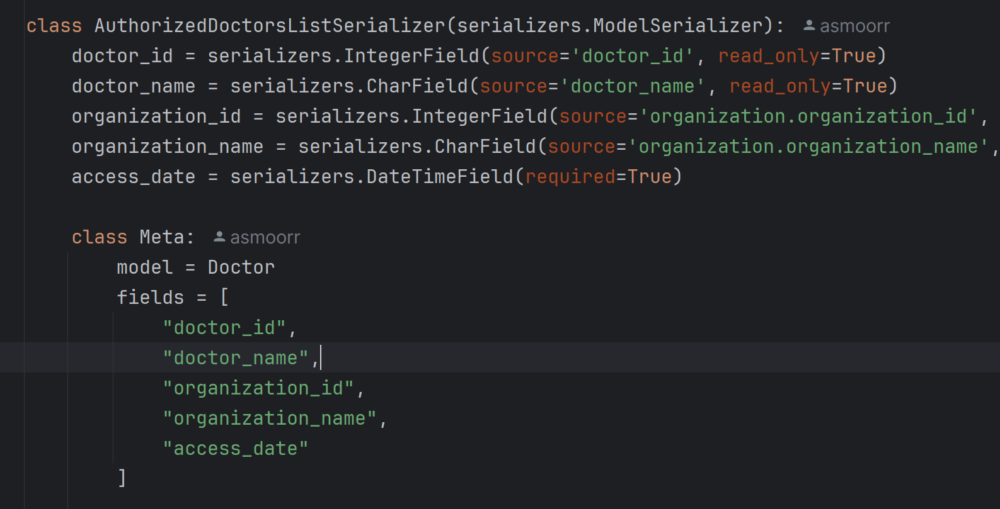 class AuthorizedDoctorsListSerializer(serializers.ModelSerializer): asmoorr
    doctor_id = serializers.IntegerField(source='doctor_id', read_only=True)
    doctor_name = serializers.CharField(source='doctor_name', read_only=True)
    organization_id = serializers.IntegerField(source='organization.organization_id',
    organization_name = serializers.CharField(source='organization.organization_name',
    access_date = serializers.DateTimeField(required=True)
    class Meta: asmoorr
        model = Doctor
        fields = [
            "doctor_id",
            "doctor_name",
            "organization_id",
            "organization_name",
            "access_date"
        ]